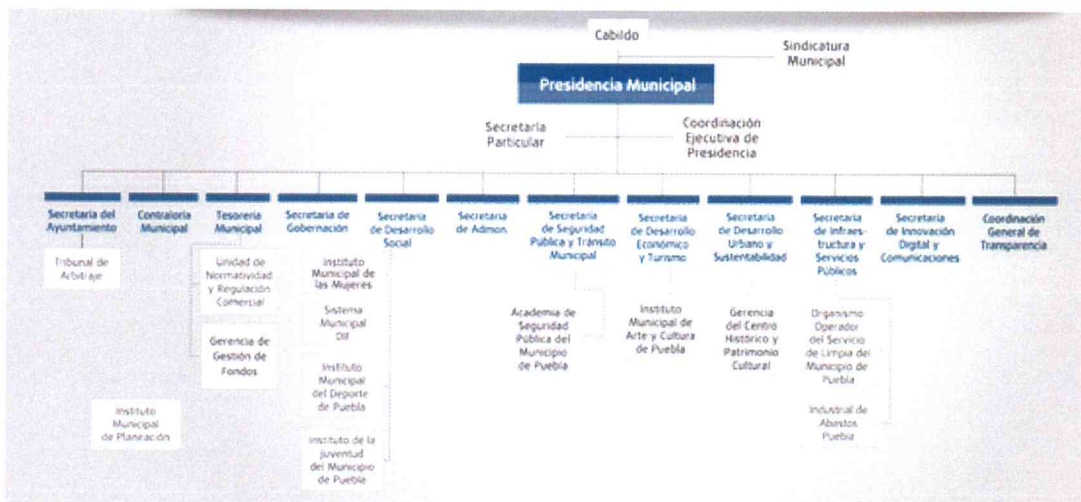 Cabildo
Sindicatura
Municipal
Presidencia Municipal
Secretaría
Particular
Coordinación
Ejecutiva de
Presidencia
Secretaría del
Ayuntamiento
Contraloría
Municipal
Tesorería
Municipal
Secretaría de
Gobernación
Secretaría
de Desarrollo
Social
Secretaría
de Admon.
Secretaría
de Seguridad
Pública y Tránsito
Municipal
Secretaría
de Desarrollo
Económico
y Turismo
Secretaría
de Desarrollo
Urbano y
Sustentabilidad
Secretaría
de Infraes-
tructura y
Servicios
Públicos
Secretaría
de Innovación
Digital y
Comunicaciones
Coordinación
General de
Transparencia
Tribunal de
Arbitraje
Unidad de
Normatividad
y Regulación
Comercial
Gerencia de
Gestión de
Fondos
Instituto
Municipal
de Planeación
Instituto
Municipal de
las Mujeres
Sistema
Municipal
DIF
Instituto
Municipal
del Deporte
de Puebla
Instituto de la
Juventud
del Municipio
de Puebla
Academia de
Seguridad
Pública del
Municipio
de Puebla
Instituto
Municipal de
Arte y Cultura
de Puebla
Gerencia
del Centro
Histórico y
Patrimonio
Cultural
Organismo
Operador
del Servicio
de Limpia del
Municipio de
Puebla
Industrial de
Abastos
Puebla